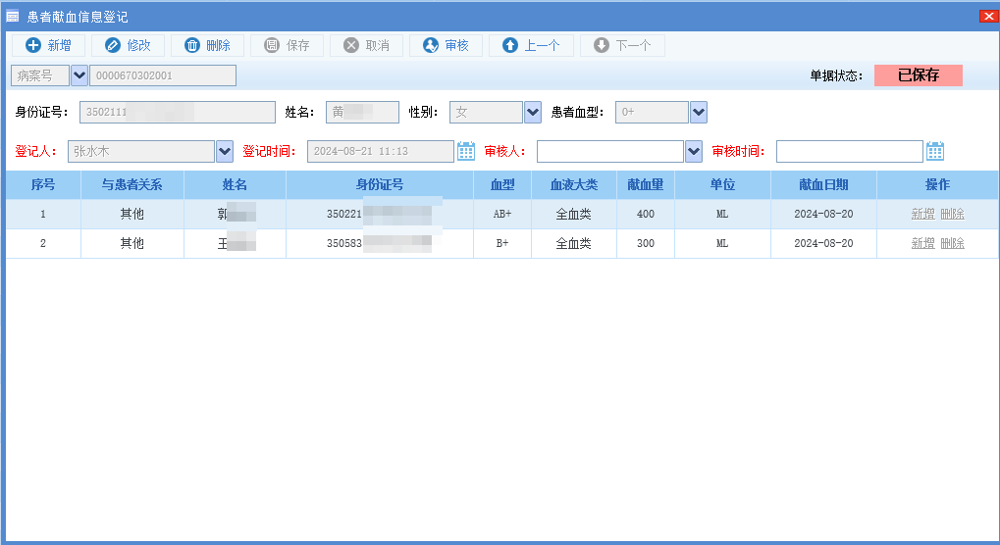 患者献血信息登记
新增 修改 删除 保存 取消 审核 上一个 下一个
病案号 0000670302001 单据状态： 已保存
身份证号： 3502111 姓名： 黄 性别： 女 患者血型： O+
登记人： 张水木 登记时间： 2024-08-21 11:13 审核人： 审核时间：
序号 与患者关系 姓名 身份证号 血型 血液大类 献血量 单位 献血日期 操作
1 其他 郭 350221 AB+ 全血类 400 ML 2024-08-20 新增 删除
2 其他 王 350583 B+ 全血类 300 ML 2024-08-20 新增 删除